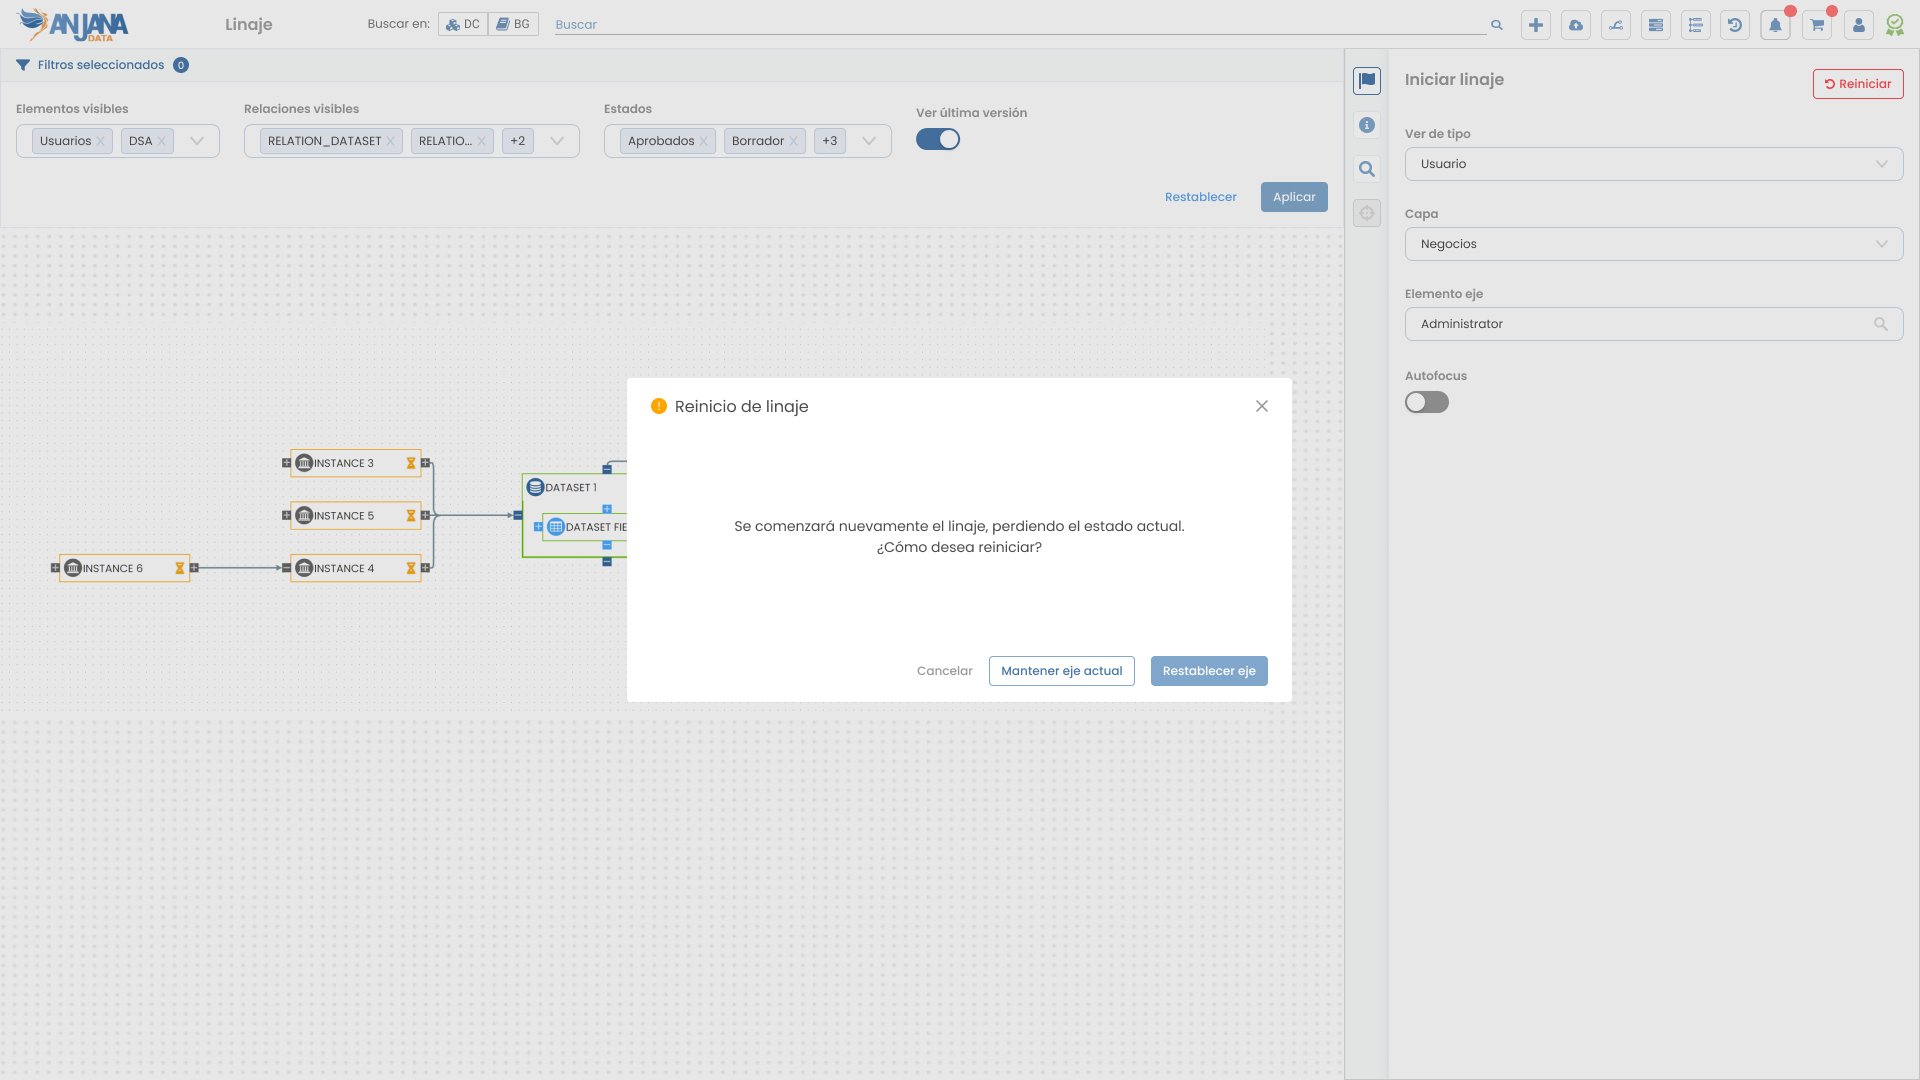 ANJANA DATA
Linaje
Buscar en:
DC
BG
Buscar
Filtros seleccionados 0
Elementos visibles
Relaciones visibles
Estados
Ver última versión
Usuarios
DSA
RELATION_DATASET
RELATIO...
+2
Aprobados
Borrador
+3
Restablecer
Aplicar
Iniciar linaje
Reiniciar
Ver de tipo
Usuario
Capa
Negocios
Elemento eje
Administrator
Autofocus
Reinicio de linaje
Se comenzará nuevamente el linaje, perdiendo el estado actual.
¿Cómo desea reiniciar?
Cancelar
Mantener eje actual
Restablecer eje
INSTANCE 3
INSTANCE 5
INSTANCE 6
INSTANCE 4
DATASET 1
DATASET FIE